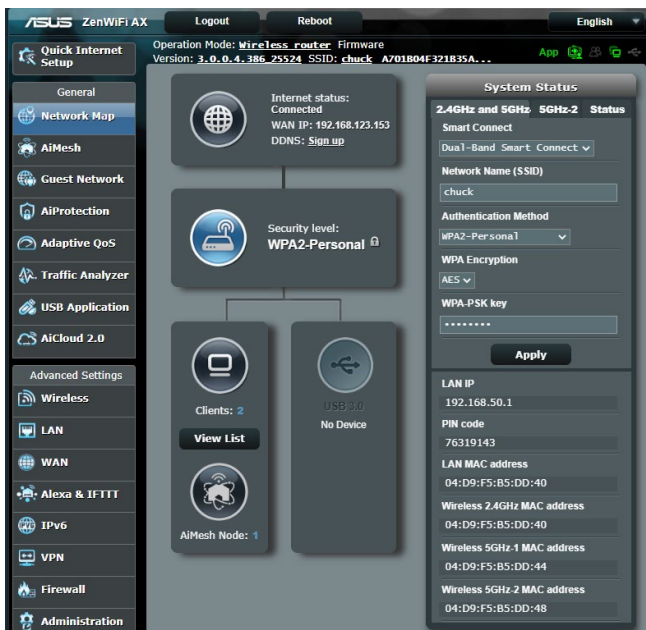 ASUS ZenWiFi AX Logout Reboot English
Quick Internet Setup
Operation Mode: Wireless router Firmware
Version: 3.0.0.4.386_25524 SSID: chuck A701B04F321B35A...
App
General
Network Map
AiMesh
Guest Network
AiProtection
Adaptive QoS
Traffic Analyzer
USB Application
AiCloud 2.0
Advanced Settings
Wireless
LAN
WAN
Alexa & IFTTT
IPv6
VPN
Firewall
Administration
Internet status:
Connected
WAN IP: 192.168.123.153
DDNS: Sign up
Security level:
WPA2-Personal
Clients: 2
View List
AiMesh Node: 1
USB 3.0
No Device
System Status
2.4GHz and 5GHz- 5GHz-2 Status
Smart Connect
Dual-Band Smart Connect
Network Name (SSID)
chuck
Authentication Method
WPA2-Personal
WPA Encryption
AES
WPA-PSK key
••••••••
Apply
LAN IP
192.168.50.1
PIN code
76319143
LAN MAC address
04:D9:F5:B5:DD:40
Wireless 2.4GHz MAC address
04:D9:F5:B5:DD:40
Wireless 5GHz-1 MAC address
04:D9:F5:B5:DD:44
Wireless 5GHz-2 MAC address
04:D9:F5:B5:DD:48